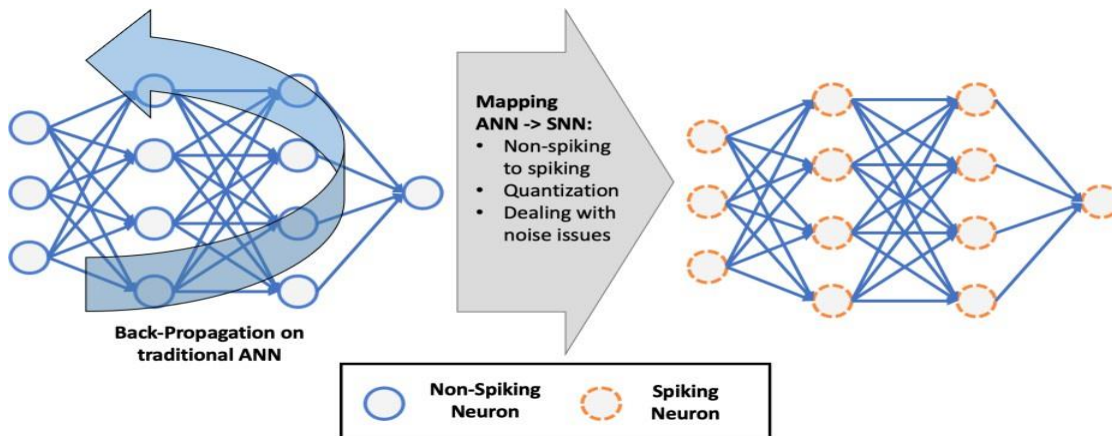 Mapping
ANN -> SNN:
• Non-spiking
to spiking
• Quantization
• Dealing with
noise issues
Back-Propagation on
traditional ANN
Non-Spiking
Neuron
Spiking
Neuron